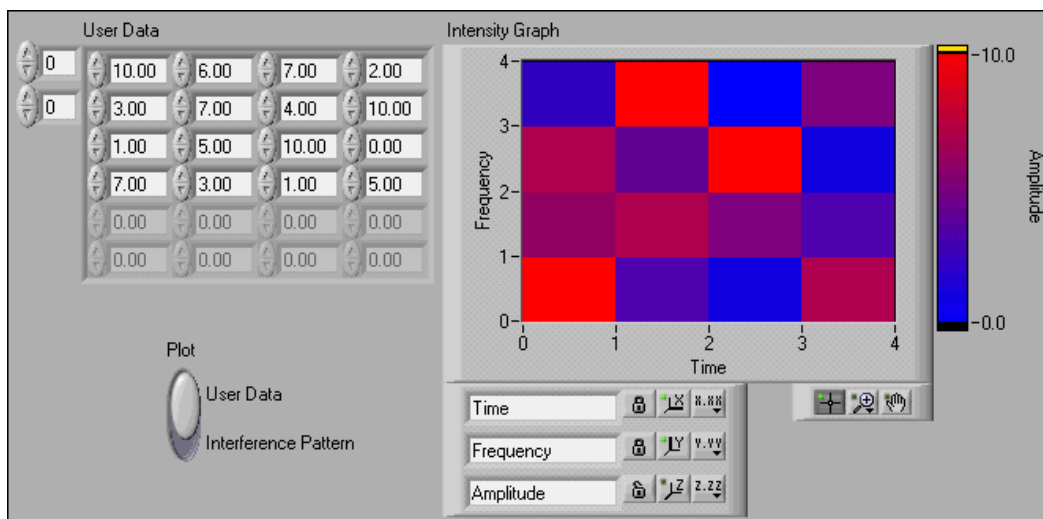 User Data
0
0
10.00 6.00 7.00 2.00
3.00 7.00 4.00 10.00
1.00 5.00 10.00 0.00
7.00 3.00 1.00 5.00
0.00 0.00 0.00 0.00
0.00 0.00 0.00 0.00
Plot
User Data
Interference Pattern
Intensity Graph
Frequency
4
3
2
1
0
0 1 2 3 4
Time
10.0
Amplitude
0.0
Time X X.XX
Frequency Y Y.YY
Amplitude Z Z.ZZ